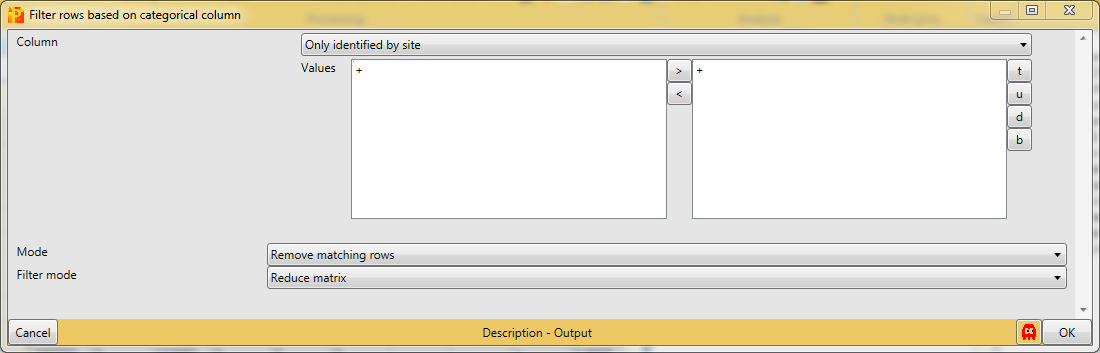 Filter rows based on categorical column
Column
Only identified by site
Values
+
>
+
t
<
u
d
b
Mode
Remove matching rows
Filter mode
Reduce matrix
Cancel
Description - Output
OK